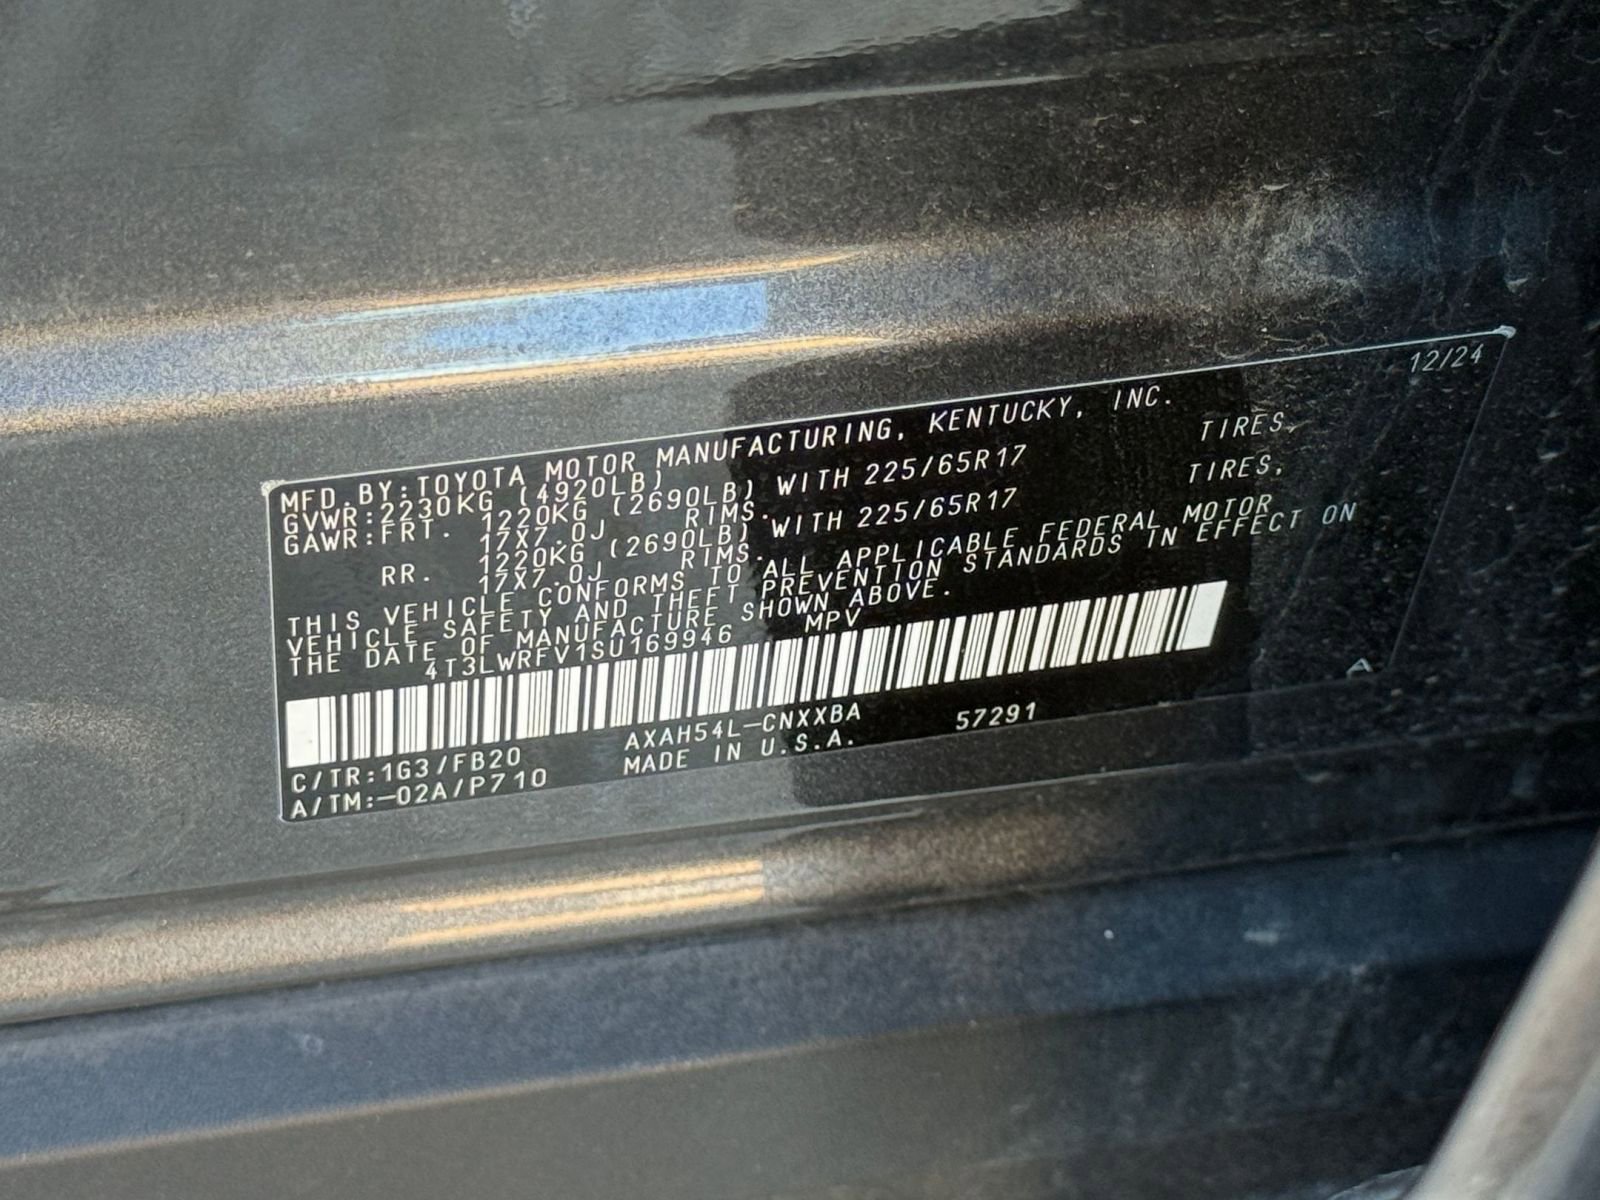 12/24
MFD.BY:TOYOTA MOTOR MANUFACTURING, KENTUCKY, INC.
GVWR:2230KG (4920LB)
GAWR:FRT. 1220KG (2690LB) WITH 225/65R17 TIRES,
17X7.0J RIMS.
RR. 1220KG (2690LB) WITH 225/65R17 TIRES,
17X7.0J RIMS.
THIS VEHICLE CONFORMS TO ALL APPLICABLE FEDERAL MOTOR
VEHICLE SAFETY AND THEFT PREVENTION STANDARDS IN EFFECT ON
THE DATE OF MANUFACTURE SHOWN ABOVE.
4T3LWRFV1SU169946 MPV
A
C/TR:1G3/FB20 AXAH54L-CNXXBA 57291
A/TM:-02A/P710 MADE IN U.S.A.